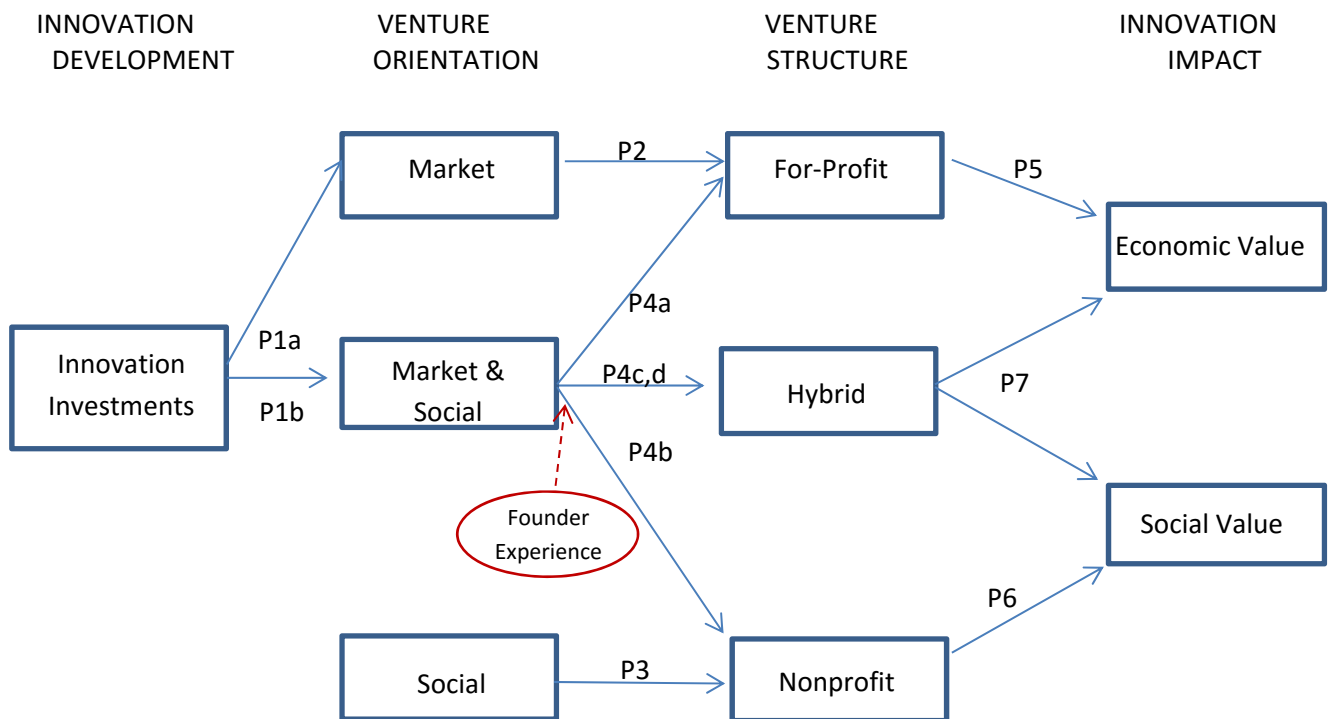 INNOVATION DEVELOPMENT
VENTURE ORIENTATION
VENTURE STRUCTURE
INNOVATION IMPACT
Market
P2
For-Profit
P5
Economic Value
P4a
P1a
Innovation
Investments
P1b
Market &
Social
P4c,d
Hybrid
P7
P4b
Founder
Experience
Social Value
P6
Social
P3
Nonprofit